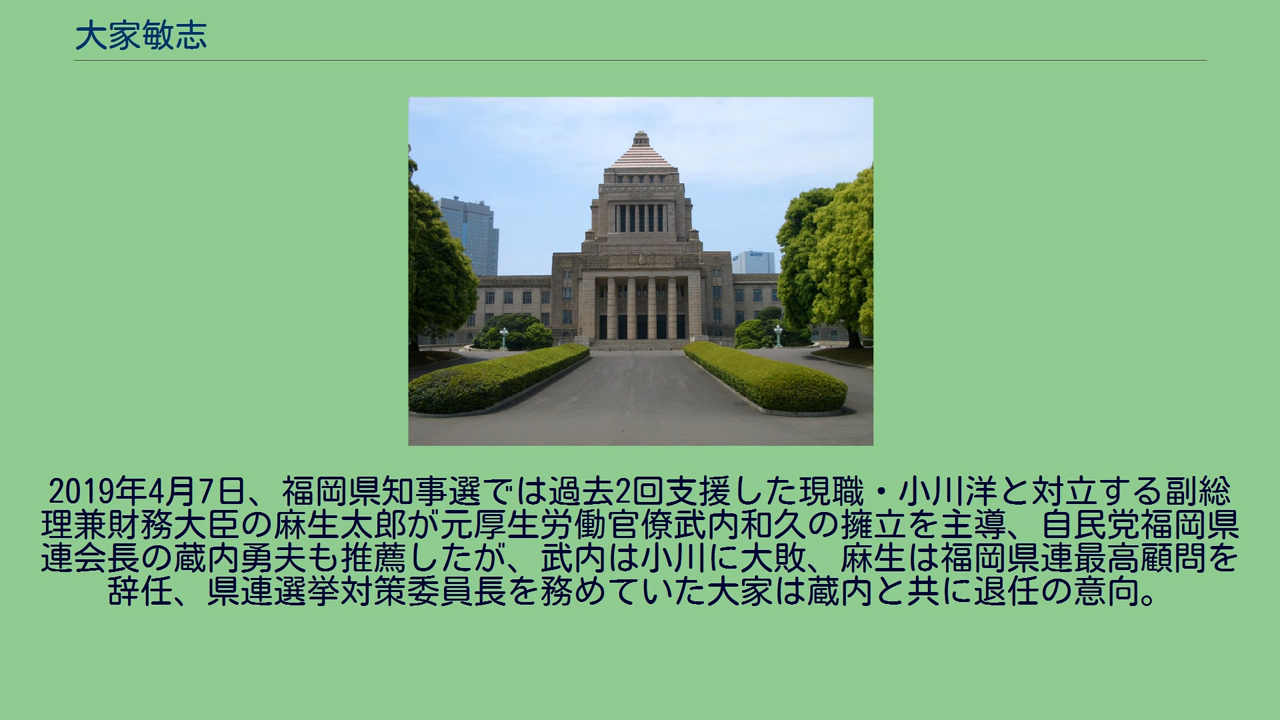 大家敏志
2019年4月7日、福岡県知事選では過去2回支援した現職・小川洋と対立する副総
理兼財務大臣の麻生太郎が元厚生労働官僚武内和久の擁立を主導、自民党福岡県
連会長の蔵内勇夫も推薦したが、武内は小川に大敗、麻生は福岡県連最高顧問を
辞任、県連選挙対策委員長を務めていた大家は蔵内と共に退任の意向。